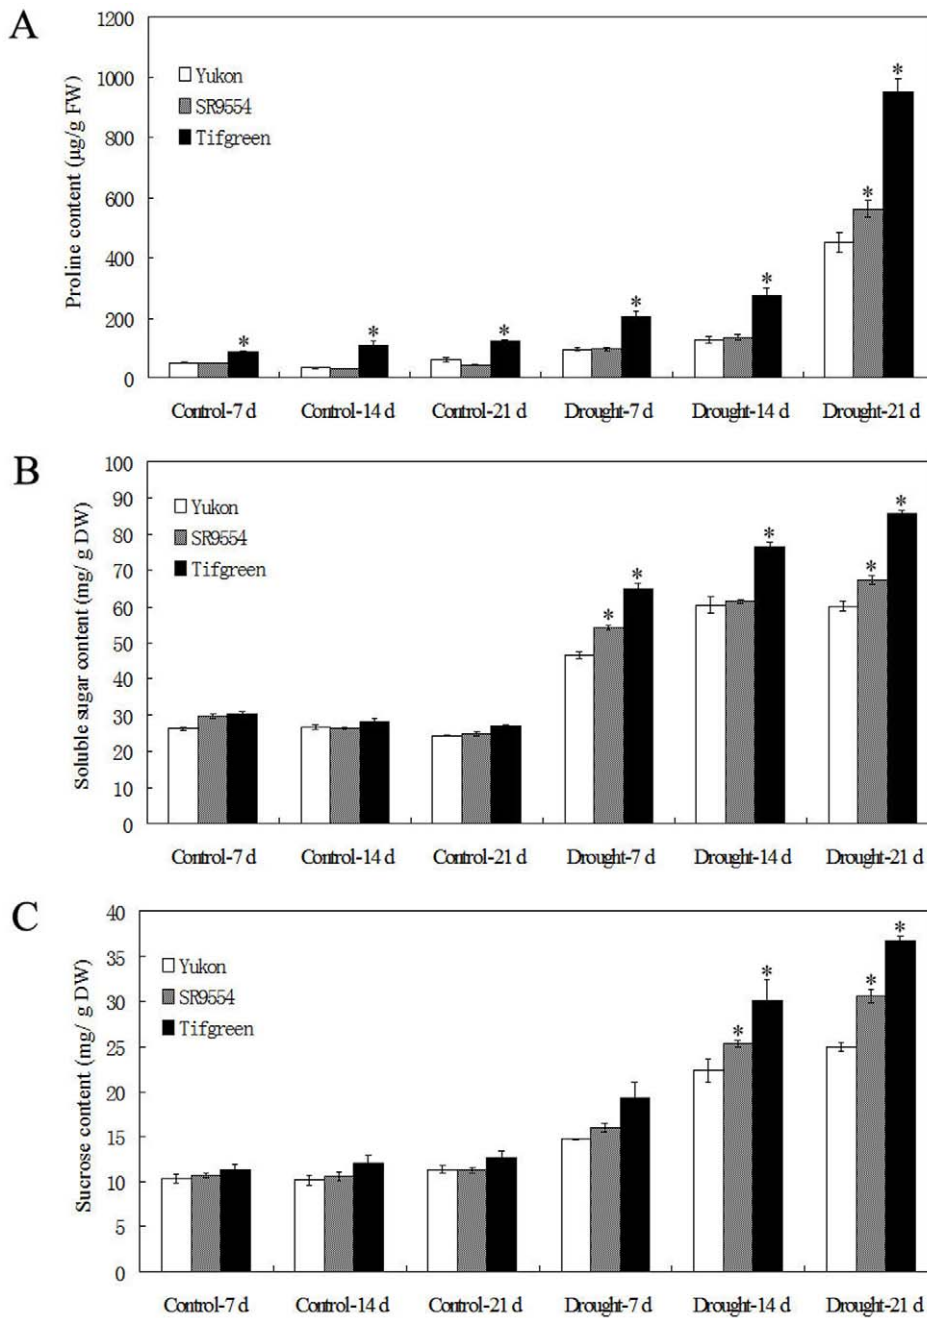 A
1200
1000
800
600
400
200
0
Proline content (µg/g FW)
Yukon
SR9554
Tifgreen
*
*
*
*
*
*
*
Control-7 d
Control-14 d
Control-21 d
Drought-7 d
Drought-14 d
Drought-21 d
B
100
90
80
70
60
50
40
30
20
10
0
Soluble sugar content (mg/ g DW)
Yukon
SR9554
Tifgreen
*
*
*
*
*
Control-7 d
Control-14 d
Control-21 d
Drought-7 d
Drought-14 d
Drought-21 d
C
40
35
30
25
20
15
10
5
0
Sucrose content (mg/ g DW)
Yukon
SR9554
Tifgreen
*
*
*
*
Control-7 d
Control-14 d
Control-21 d
Drought-7 d
Drought-14 d
Drought-21 d